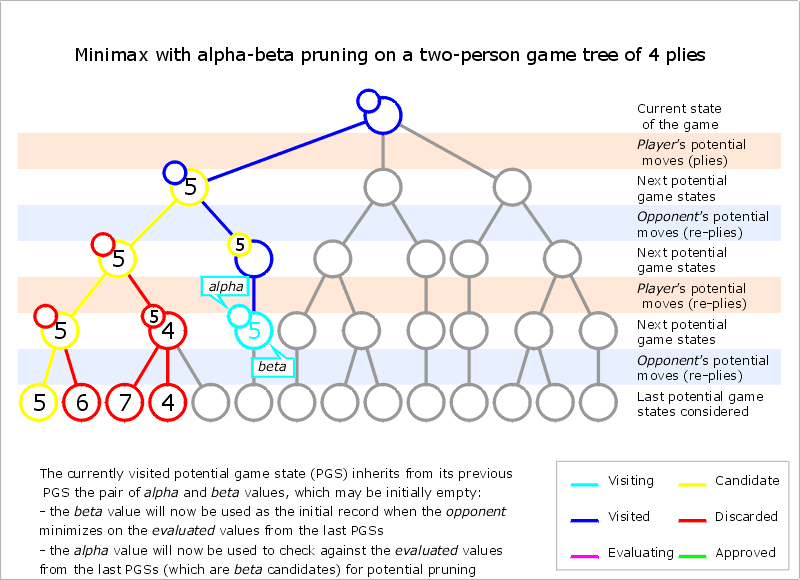 Minimax with alpha-beta pruning on a two-person game tree of 4 plies
Current state
of the game
Player's potential
moves (plies)
5
Next potential
game states
Opponent's potential
moves (re-plies)
5
5
Next potential
game states
alpha
Player's potential
moves (re-plies)
5
5
4
5
Next potential
game states
beta
Opponent's potential
moves (re-plies)
5
6
7
4
Last potential game
states considered
The currently visited potential game state (PGS) inherits from its previous
PGS the pair of alpha and beta values, which may be initially empty:
- the beta value will now be used as the initial record when the opponent
minimizes on the evaluated values from the last PGSs
- the alpha value will now be used to check against the evaluated values
from the last PGSs (which are beta candidates) for potential pruning
Visiting
Candidate
Visited
Discarded
Evaluating
Approved